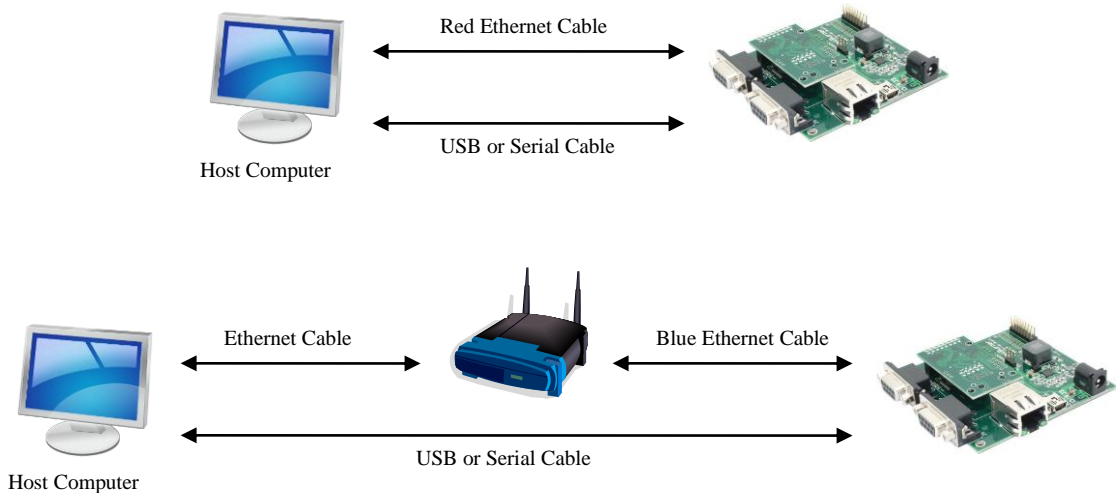 Red Ethernet Cable
USB or Serial Cable
Host Computer
Ethernet Cable
Blue Ethernet Cable
USB or Serial Cable
Host Computer